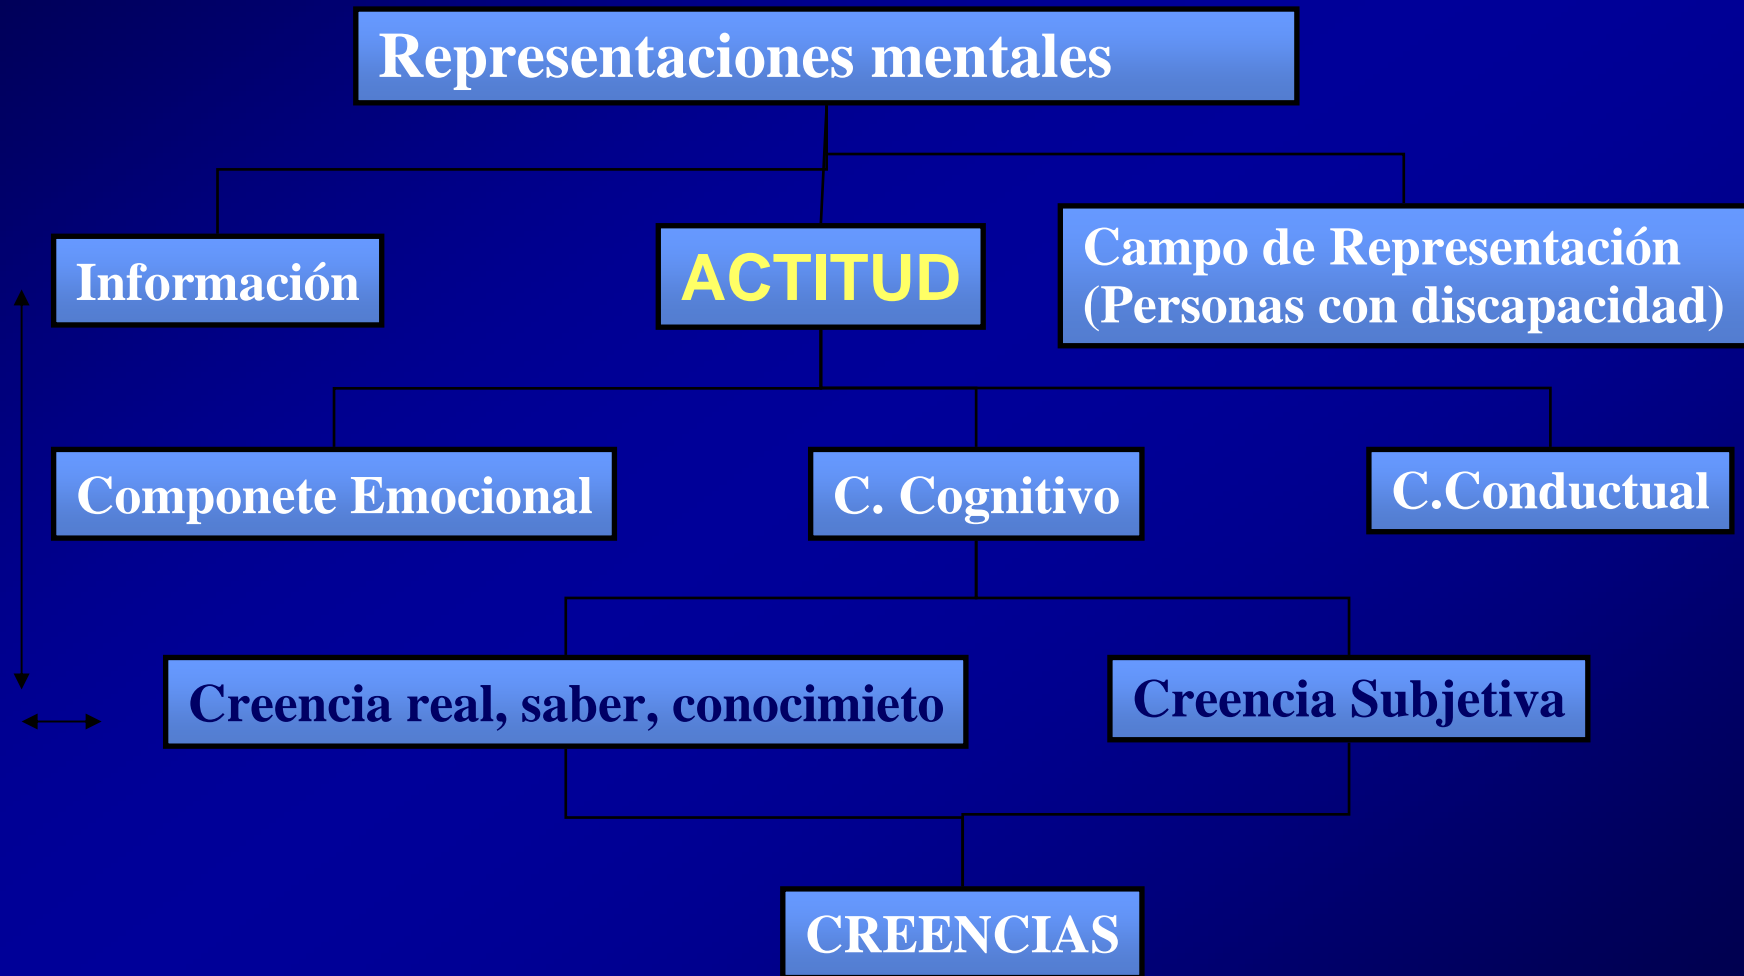 Representaciones mentales
Información
ACTITUD
Campo de Representación
(Personas con discapacidad)
Componete Emocional
C. Cognitivo
C.Conductual
Creencia real, saber, conocimieto
Creencia Subjetiva
CREENCIAS